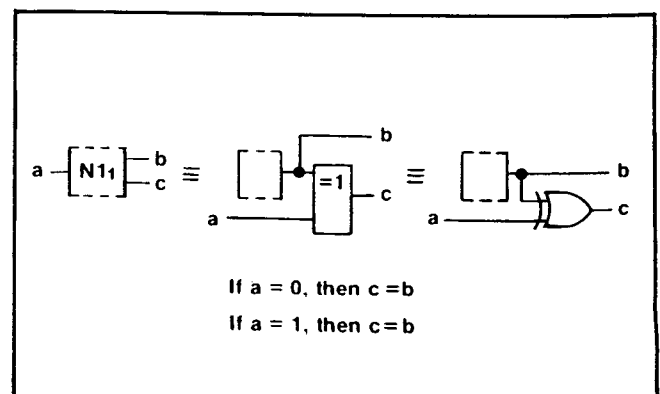 a N1₁ b c ≡ =1 b a c ≡ b a c
If a = 0, then c =b
If a = 1, then c=b